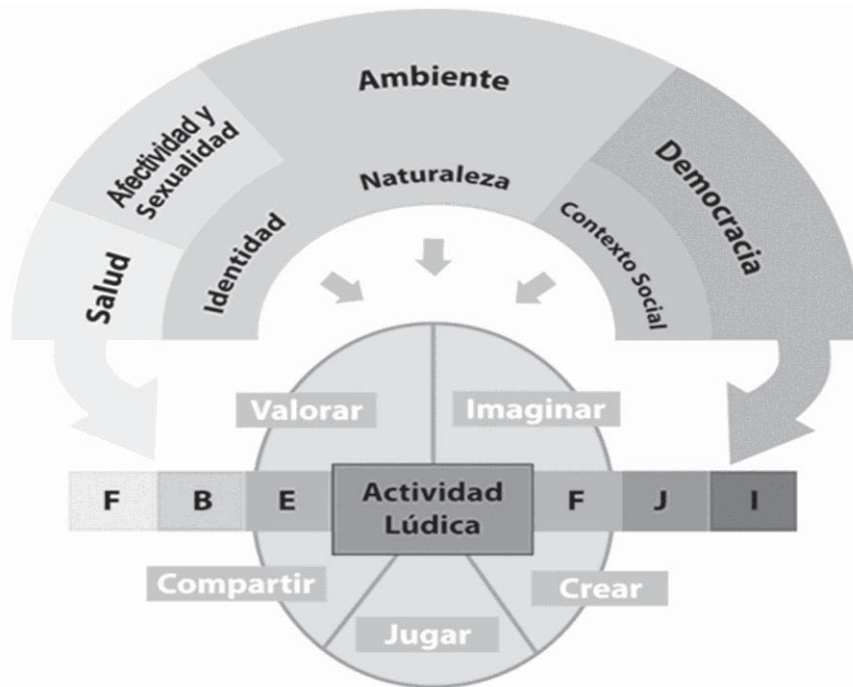 Ambiente
Afectividad y
Sexualidad
Democracia
Naturaleza
Identidad
Contexto Social
Salud
Valorar
Imaginar
F B E Actividad
Lúdica F J I
Compartir
Crear
Jugar